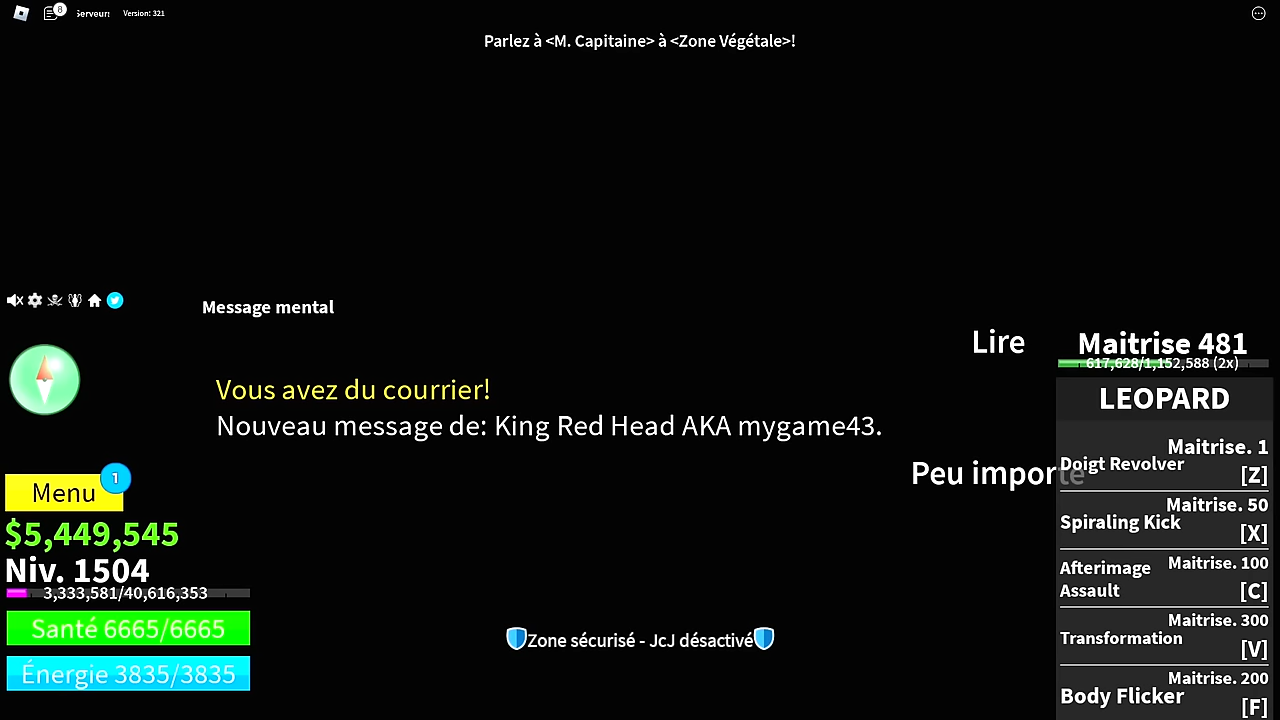 8
Serveur:
Version: 321
Parlez à <M. Capitaine> à <Zone Végétale>!
Message mental
Vous avez du courrier!
Nouveau message de: King Red Head AKA mygame43.
Lire
Peu importe
Menu
1
$5,449,545
Niv. 1504
3,333,581/40,616,353
Santé 6665/6665
Énergie 3835/3835
Zone sécurisé - JcJ désactivé
Maitrise 481
617,628/1,152,588 (2x)
LEOPARD
Maitrise. 1
Doigt Revolver
[Z]
Maitrise. 50
Spiraling Kick
[X]
Maitrise. 100
Afterimage
Assault
[C]
Maitrise. 300
Transformation
[V]
Maitrise. 200
Body Flicker
[F]